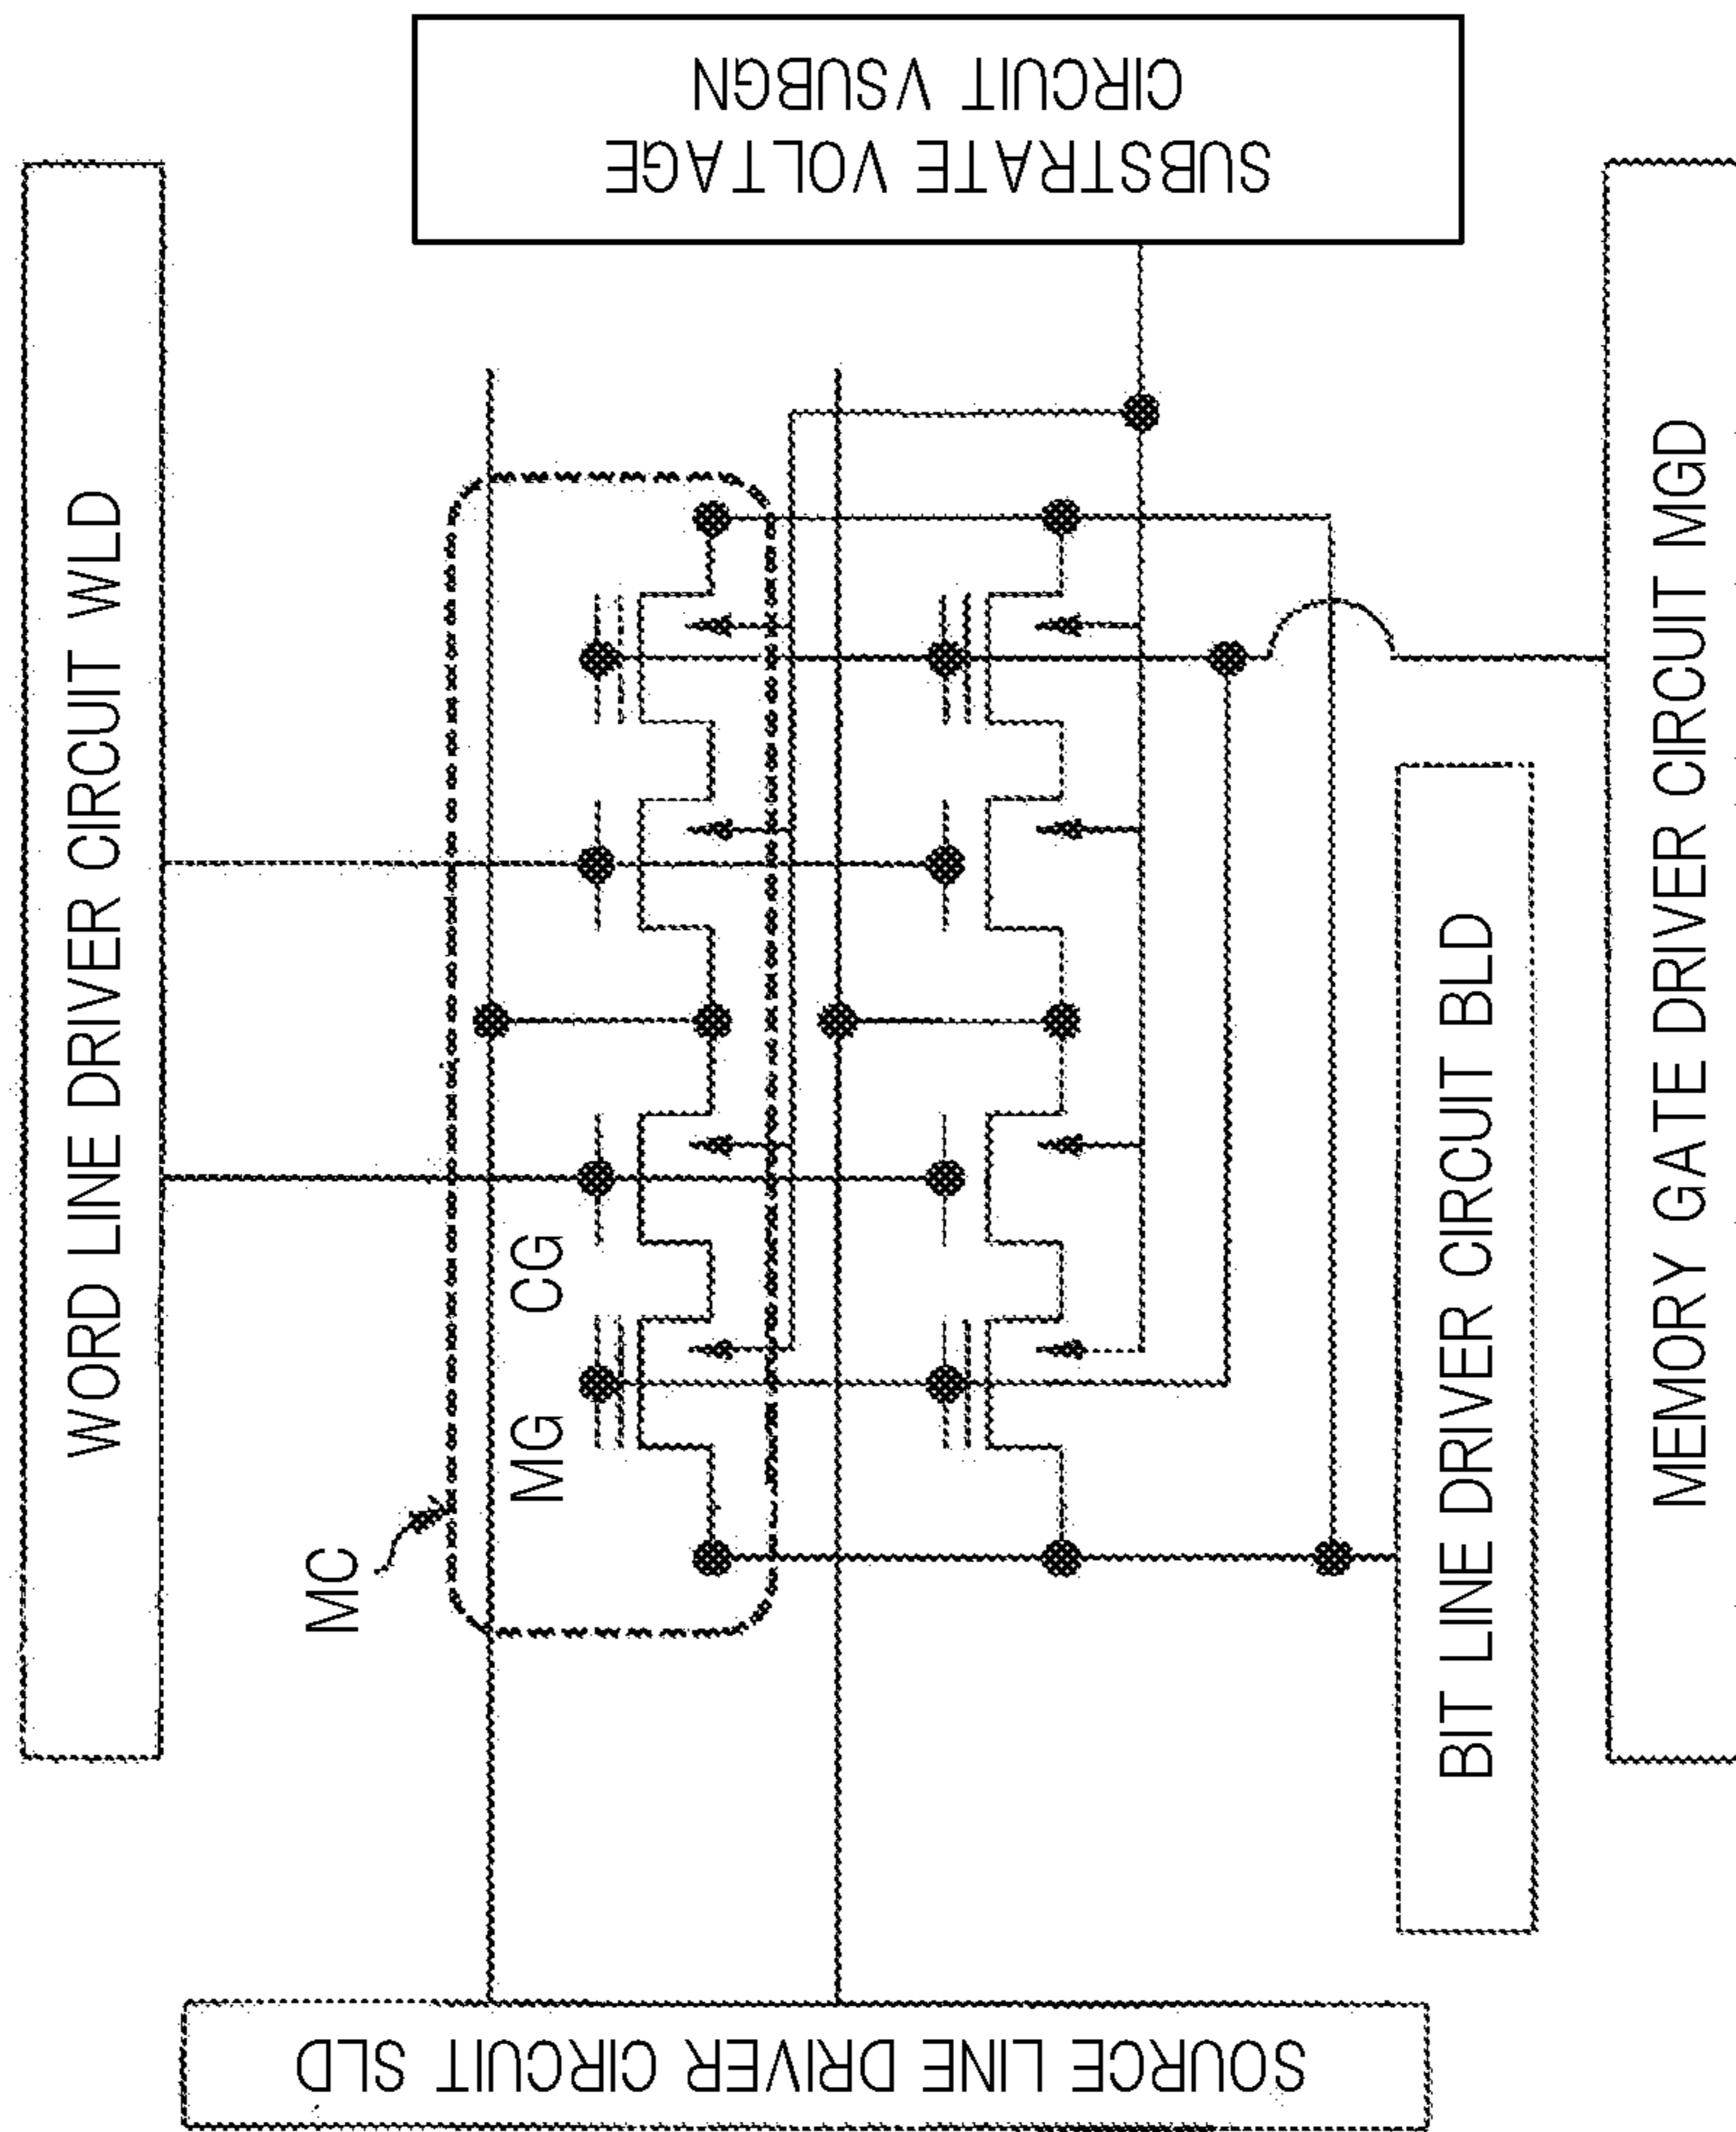 WORD LINE DRIVER CIRCUIT WLD
SUBSTRATE VOLTAGE
CIRCUIT VSUBGN
MC
MG
CG
SOURCE LINE DRIVER CIRCUIT SLD
BIT LINE DRIVER CIRCUIT BLD
MEMORY GATE DRIVER CIRCUIT MGD